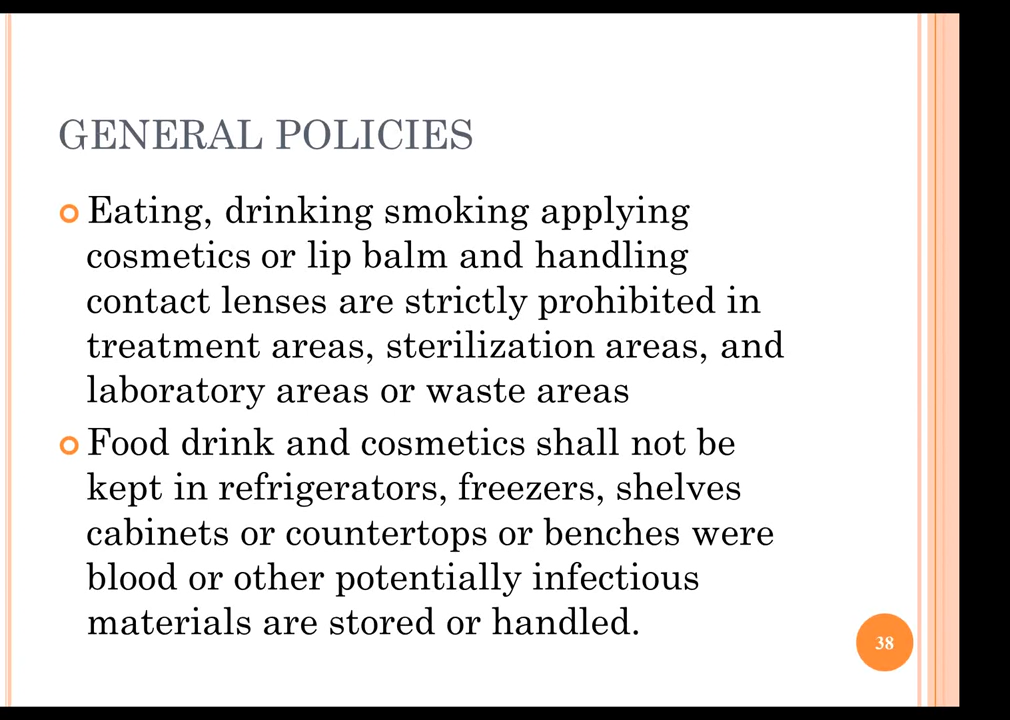 GENERAL POLICIES
Eating, drinking smoking applying
cosmetics or lip balm and handling
contact lenses are strictly prohibited in
treatment areas, sterilization areas, and
laboratory areas or waste areas
Food drink and cosmetics shall not be
kept in refrigerators, freezers, shelves
cabinets or countertops or benches were
blood or other potentially infectious
materials are stored or handled.
38